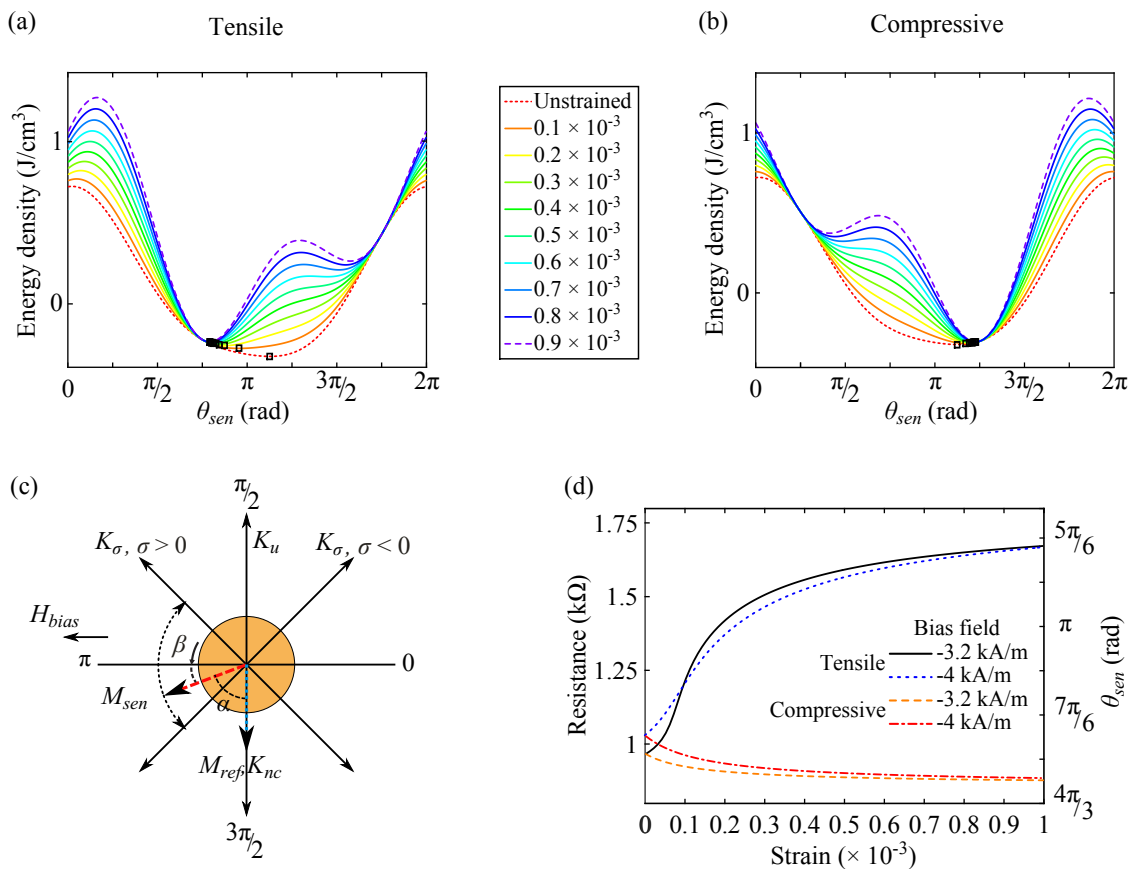 (a)
Tensile
Energy density (J/cm³)
1
0
0
π/2
π
3π/2
2π
θsen (rad)
Unstrained
0.1 × 10⁻³
0.2 × 10⁻³
0.3 × 10⁻³
0.4 × 10⁻³
0.5 × 10⁻³
0.6 × 10⁻³
0.7 × 10⁻³
0.8 × 10⁻³
0.9 × 10⁻³
(b)
Compressive
Energy density (J/cm³)
1
0
0
π/2
π
3π/2
2π
θsen (rad)
(c)
π/2
Kσ, σ > 0
Ku
Kσ, σ < 0
Hbias
π
β
0
Msen
α
Mref,Knc
3π/2
(d)
Resistance (kΩ)
1.75
1.5
1.25
1
5π/6
π
7π/6
4π/3
θsen (rad)
Bias field
Tensile
-3.2 kA/m
-4 kA/m
Compressive
-3.2 kA/m
-4 kA/m
0 0.1 0.2 0.3 0.4 0.5 0.6 0.7 0.8 0.9 1
Strain (× 10⁻³)